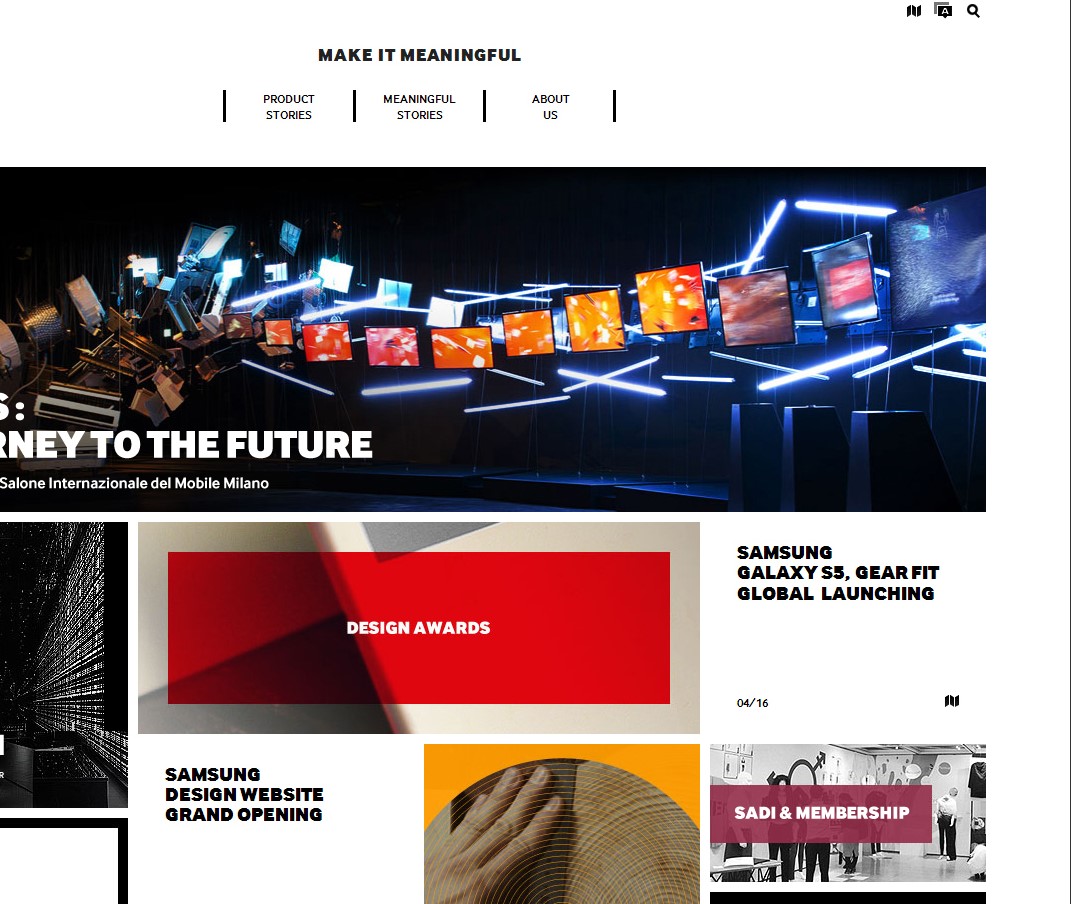 MAKE IT MEANINGFUL
PRODUCT
STORIES
MEANINGFUL
STORIES
ABOUT
US
S:
RNEY TO THE FUTURE
Salone Internazionale del Mobile Milano
DESIGN AWARDS
SAMSUNG
GALAXY S5, GEAR FIT
GLOBAL LAUNCHING
04/16
SAMSUNG
DESIGN WEBSITE
GRAND OPENING
SADI & MEMBERSHIP